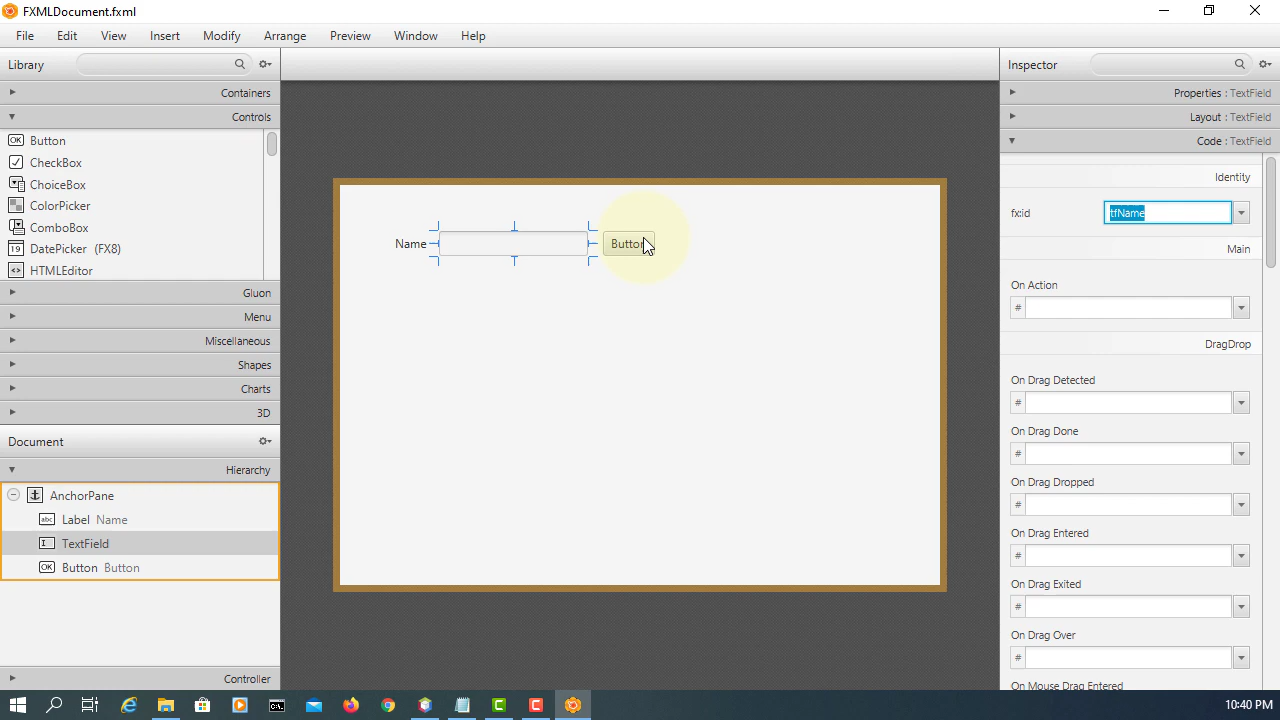 FXMLDocument.fxml
File Edit View Insert Modify Arrange Preview Window Help
Library
Containers
Controls
Button
CheckBox
ChoiceBox
ColorPicker
ComboBox
DatePicker (FX8)
HTMLEditor
Gluon
Menu
Miscellaneous
Shapes
Charts
3D
Document
Hierarchy
AnchorPane
Label Name
TextField
Button Button
Controller
Name
Button
Inspector
Properties : TextField
Layout : TextField
Code : TextField
Identity
fx:id tfName
Main
On Action
#
DragDrop
On Drag Detected
#
On Drag Done
#
On Drag Dropped
#
On Drag Entered
#
On Drag Exited
#
On Drag Over
#
On Mouse Drag Entered
10:40 PM